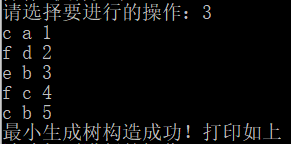 请选择要进行的操作：3
c a 1
f d 2
e b 3
f c 4
c b 5
最小生成树构造成功！打印如上